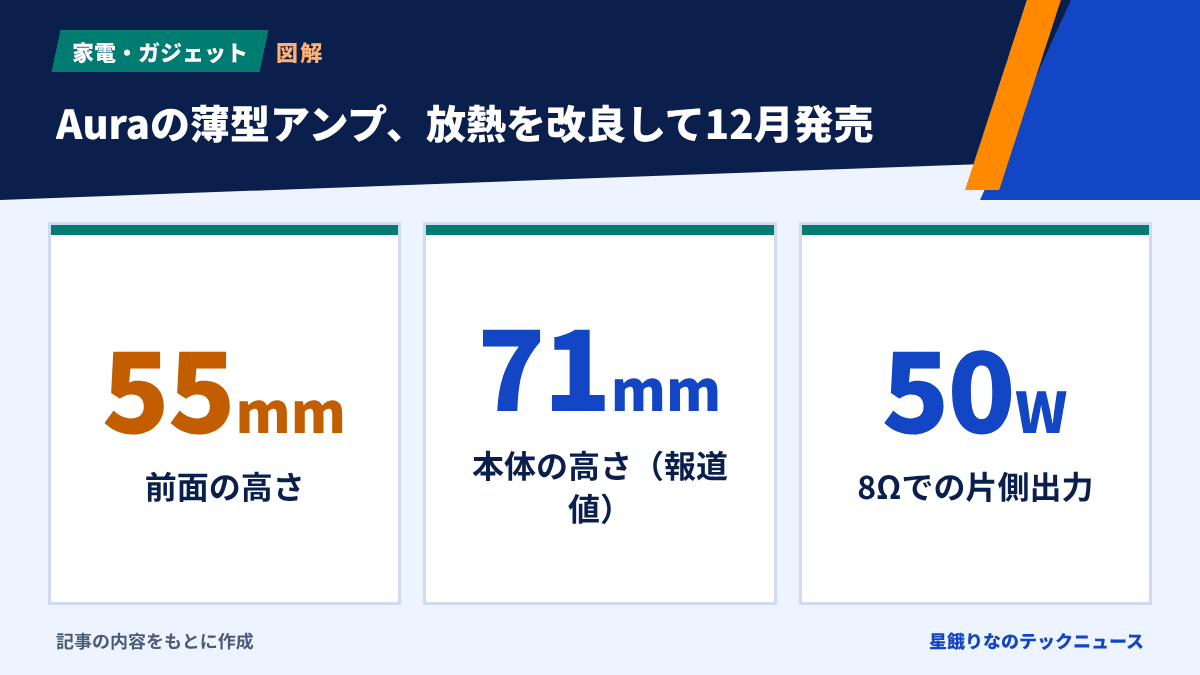 家電・ガジェット 図解
Auraの薄型アンプ、放熱を改良して12月発売
55mm
前面の高さ
71mm
本体の高さ（報道
値）
50W
8Ωでの片側出力
記事の内容をもとに作成
星餓りなのテックニュース